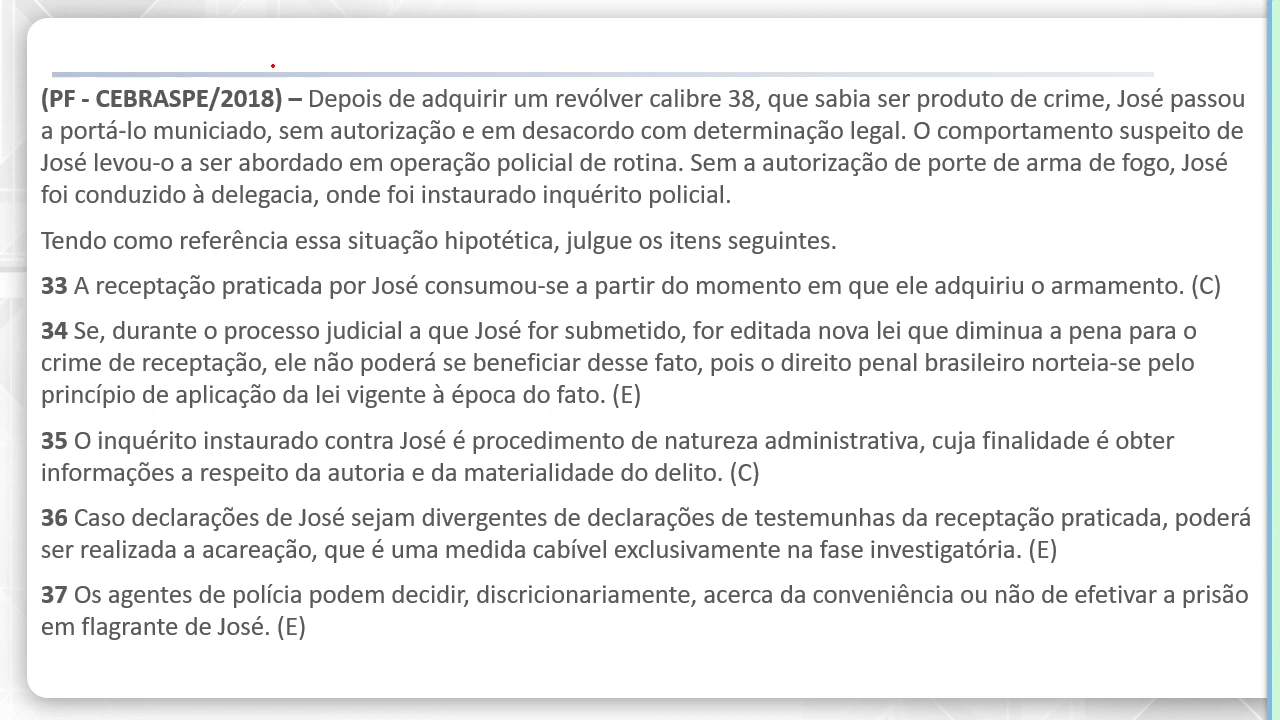 (PF - CEBRASPE/2018) – Depois de adquirir um revólver calibre 38, que sabia ser produto de crime, José passou
a portá-lo municiado, sem autorização e em desacordo com determinação legal. O comportamento suspeito de
José levou-o a ser abordado em operação policial de rotina. Sem a autorização de porte de arma de fogo, José
foi conduzido à delegacia, onde foi instaurado inquérito policial.
Tendo como referência essa situação hipotética, julgue os itens seguintes.
33 A receptação praticada por José consumou-se a partir do momento em que ele adquiriu o armamento. (C)
34 Se, durante o processo judicial a que José for submetido, for editada nova lei que diminua a pena para o
crime de receptação, ele não poderá se beneficiar desse fato, pois o direito penal brasileiro norteia-se pelo
princípio de aplicação da lei vigente à época do fato. (E)
35 O inquérito instaurado contra José é procedimento de natureza administrativa, cuja finalidade é obter
informações a respeito da autoria e da materialidade do delito. (C)
36 Caso declarações de José sejam divergentes de declarações de testemunhas da receptação praticada, poderá
ser realizada a acareação, que é uma medida cabível exclusivamente na fase investigatória. (E)
37 Os agentes de polícia podem decidir, discricionariamente, acerca da conveniência ou não de efetivar a prisão
em flagrante de José. (E)